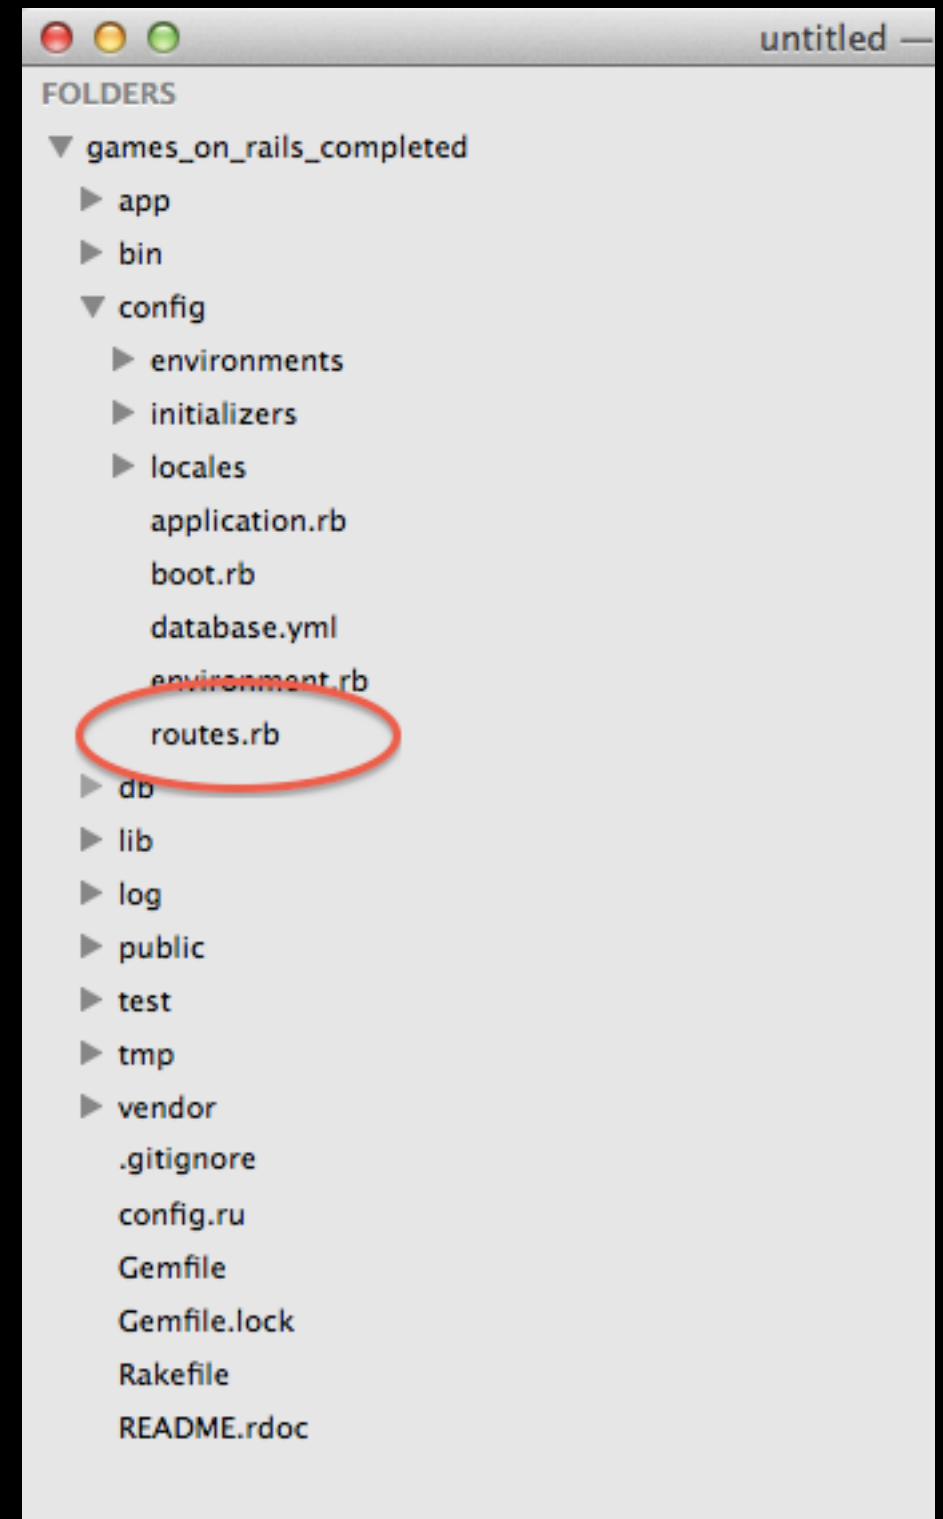 untitled —
FOLDERS
games_on_rails_completed
app
bin
config
environments
initializers
locales
application.rb
boot.rb
database.yml
environment.rb
routes.rb
db
lib
log
public
test
tmp
vendor
.gitignore
config.ru
Gemfile
Gemfile.lock
Rakefile
README.rdoc